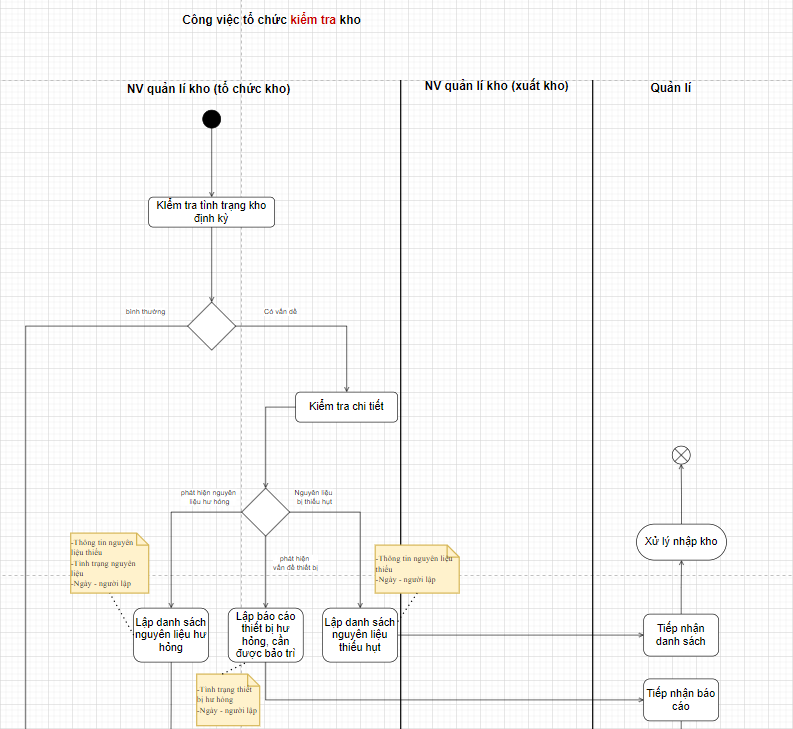 Công việc tổ chức kiểm tra kho
NV quản lí kho (tổ chức kho)
NV quản lí kho (xuất kho)
Quản lí
Kiểm tra tình trạng kho
định kỳ
bình thường
Có vấn đề
Kiểm tra chi tiết
phát hiện nguyên
liệu hư hỏng
Nguyên liệu
bị thiếu hụt
phát hiện
vấn đề thiết bị
-Thông tin nguyên
liệu thiếu
-Tình trạng nguyên
liệu
-Ngày - người lập
-Thông tin nguyên liệu
thiếu
-Ngày - người lập
Xử lý nhập kho
Lập danh sách
nguyên liệu hư
hỏng
Lập báo cáo
thiết bị hư
hỏng, cần
được bảo trì
Lập danh sách
nguyên liệu
thiếu hụt
Tiếp nhận
danh sách
-Tình trạng thiết
bị hư hỏng
-Ngày - người lập
Tiếp nhận báo
cáo